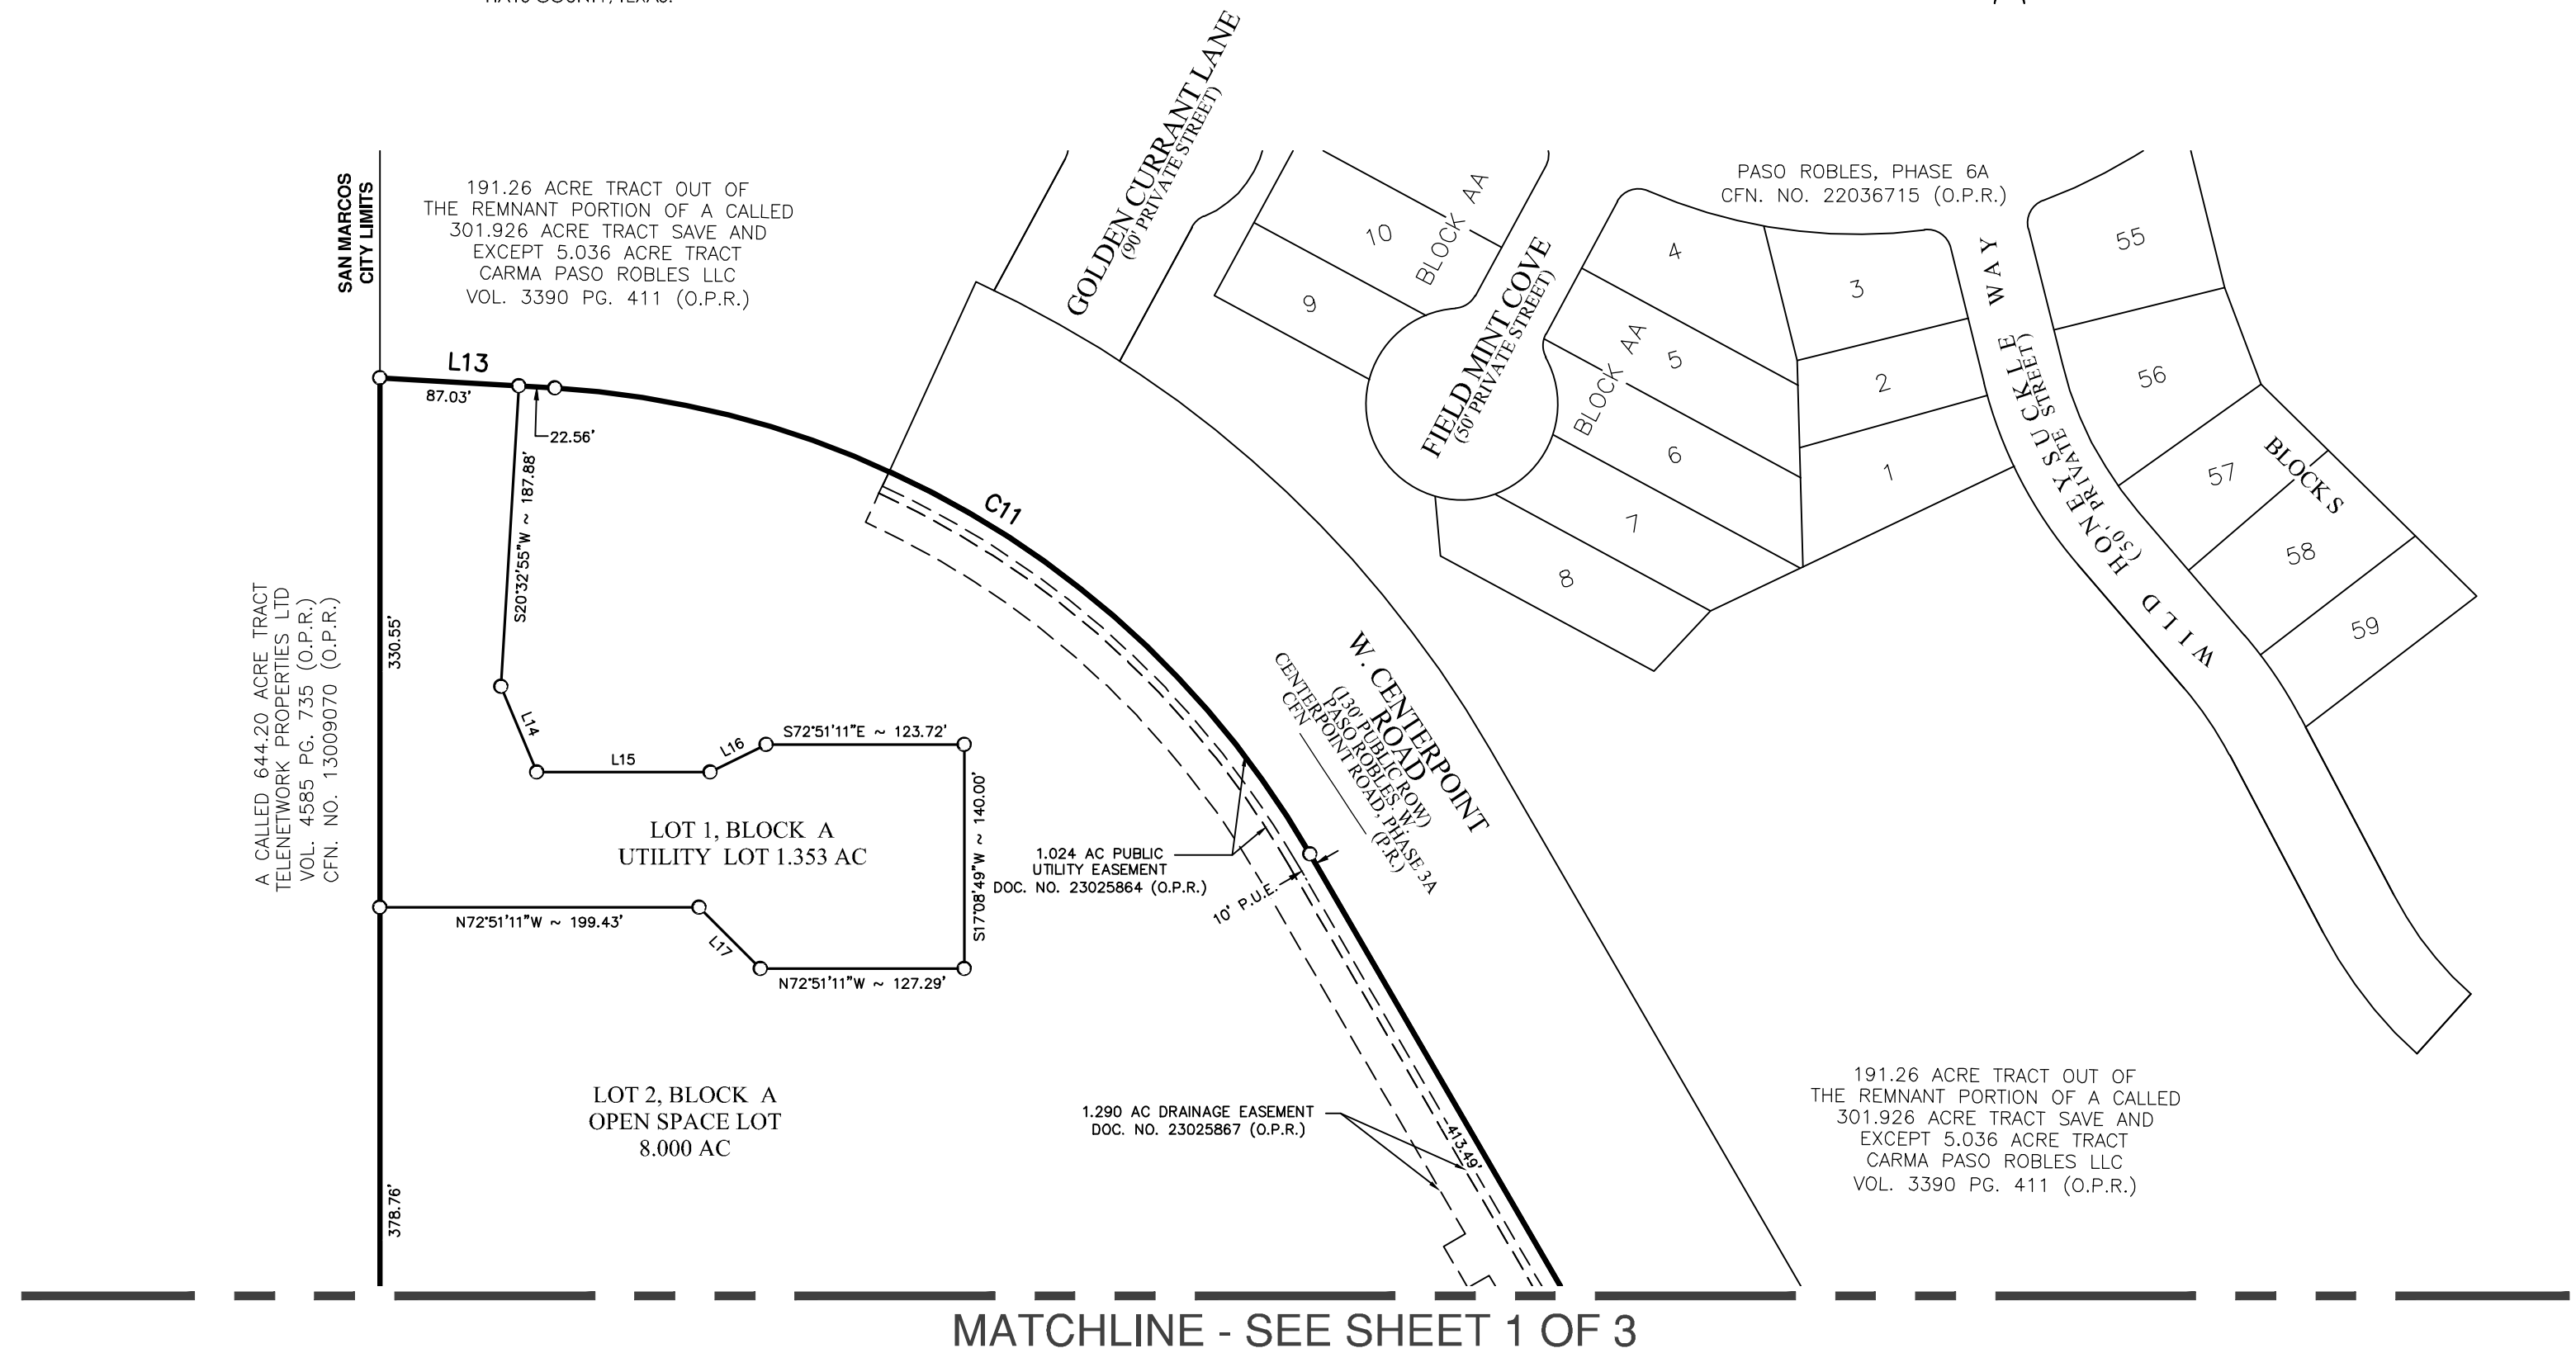 SAN MARCOS
CITY LIMITS
191.26 ACRE TRACT OUT OF
THE REMNANT PORTION OF A CALLED
301.926 ACRE TRACT SAVE AND
EXCEPT 5.036 ACRE TRACT
CARMA PASO ROBLES LLC
VOL. 3390 PG. 411 (O.P.R.)
GOLDEN CURRANT LANE
(90' PRIVATE STREET)
10
9
BLOCK AA
FIELD MINT COVE
(50' PRIVATE STREET)
PASO ROBLES, PHASE 6A
CFN. NO. 22036715 (O.P.R.)
4
3
5
2
BLOCK AA
6
1
7
8
WILD HONEYSUCKLE WAY
(50' PRIVATE STREET)
55
56
57
BLOCK S
58
59
L13
87.03'
22.56'
S20°32'55"W ~ 187.88'
C11
A CALLED 644.20 ACRE TRACT
TELENETWORK PROPERTIES LTD
VOL. 4585 PG. 735 (O.P.R.)
CFN. NO. 13009070 (O.P.R.)
330.55'
L14
L15
L16
S72°51'11"E ~ 123.72'
S17°08'49"W ~ 140.00'
LOT 1, BLOCK A
UTILITY LOT 1.353 AC
N72°51'11"W ~ 199.43'
L17
N72°51'11"W ~ 127.29'
1.024 AC PUBLIC
UTILITY EASEMENT
DOC. NO. 23025864 (O.P.R.)
10' P.U.E.
W. CENTERPOINT
ROAD
(130' PUBLIC ROW)
PASO ROBLES, W.
CENTERPOINT ROAD, PHASE 3A
CFN (P.R.)
LOT 2, BLOCK A
OPEN SPACE LOT
8.000 AC
378.76'
1.290 AC DRAINAGE EASEMENT
DOC. NO. 23025867 (O.P.R.)
413.49'
191.26 ACRE TRACT OUT OF
THE REMNANT PORTION OF A CALLED
301.926 ACRE TRACT SAVE AND
EXCEPT 5.036 ACRE TRACT
CARMA PASO ROBLES LLC
VOL. 3390 PG. 411 (O.P.R.)
MATCHLINE - SEE SHEET 1 OF 3